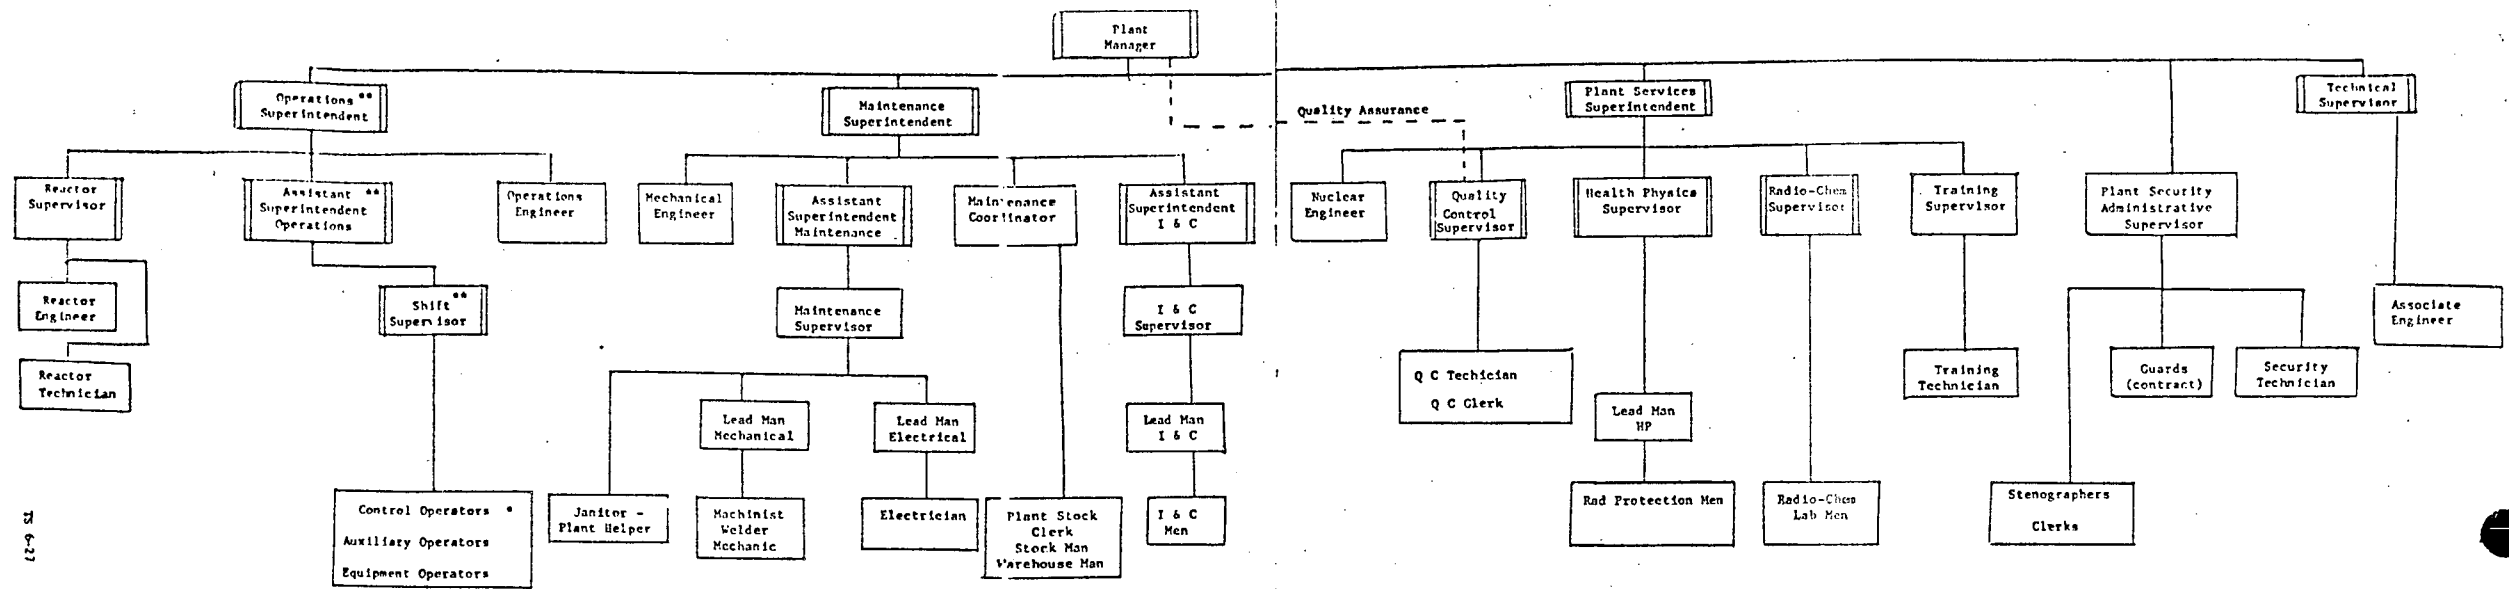 Plant
Manager
Operations **
Superintendent
Maintenance
Superintendent
Quality Assurance
Plant Services
Superintendent
Technical
Supervisor
Reactor
Supervisor
Assistant **
Superintendent
Operations
Operations
Engineer
Mechanical
Engineer
Assistant
Superintendent
Maintenance
Maintenance
Coordinator
Assistant
Superintendent
I & C
Nuclear
Engineer
Quality
Control
Supervisor
Health Physics
Supervisor
Radio-Chem
Supervisor
Training
Supervisor
Plant Security
Administrative
Supervisor
Reactor
Engineer
Shift **
Supervisor
Maintenance
Supervisor
I & C
Supervisor
Associate
Engineer
Reactor
Technician
Lead Man
Mechanical
Lead Man
Electrical
Lead Man
I & C
Q C Techician
Q C Clerk
Lead Man
HP
Training
Technician
Guards
(contract)
Security
Technician
Control Operators *
Auxiliary Operators
Equipment Operators
Janitor -
Plant Helper
Machinist
Welder
Mechanic
Electrician
Plant Stock
Clerk
Stock Man
Warehouse Man
I & C
Men
Rad Protection Men
Radio-Chem
Lab Men
Stenographers
Clerks
TS 6-27